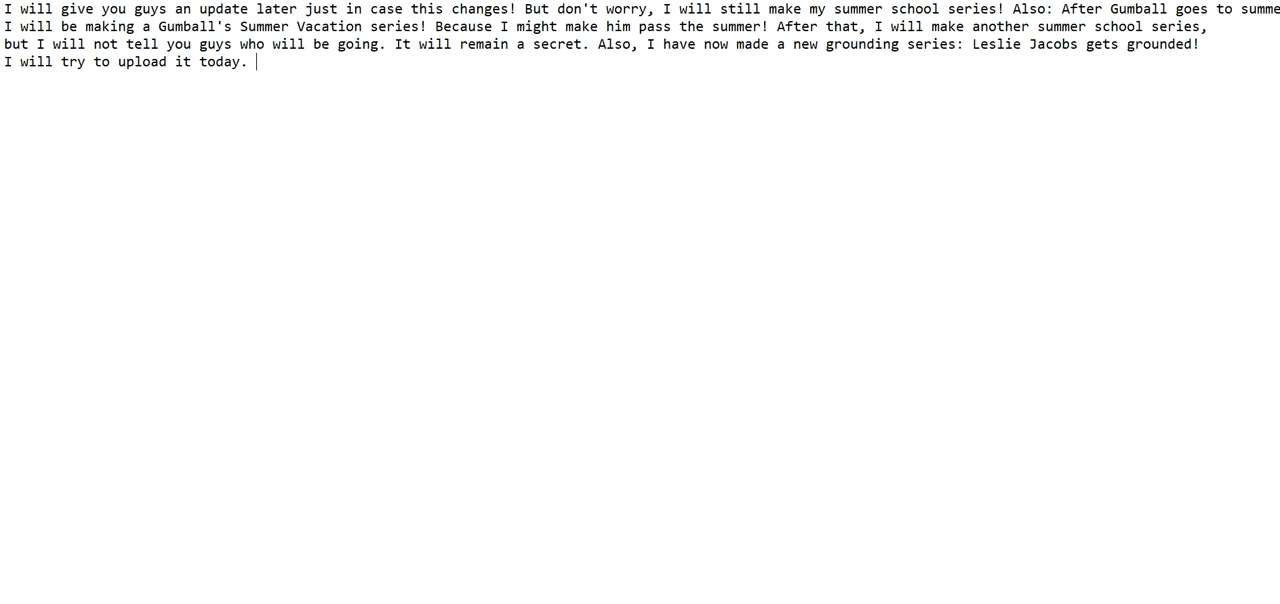 I will give you guys an update later just in case this changes! But don't worry, I will still make my summer school series! Also: After Gumball goes to
I will be making a Gumball's Summer Vacation series! Because I might make him pass the summer! After that, I will make another summer school series,
but I will not tell you guys who will be going. It will remain a secret. Also, I have now made a new grounding series: Leslie Jacobs gets grounded!
I will try to upload it today.